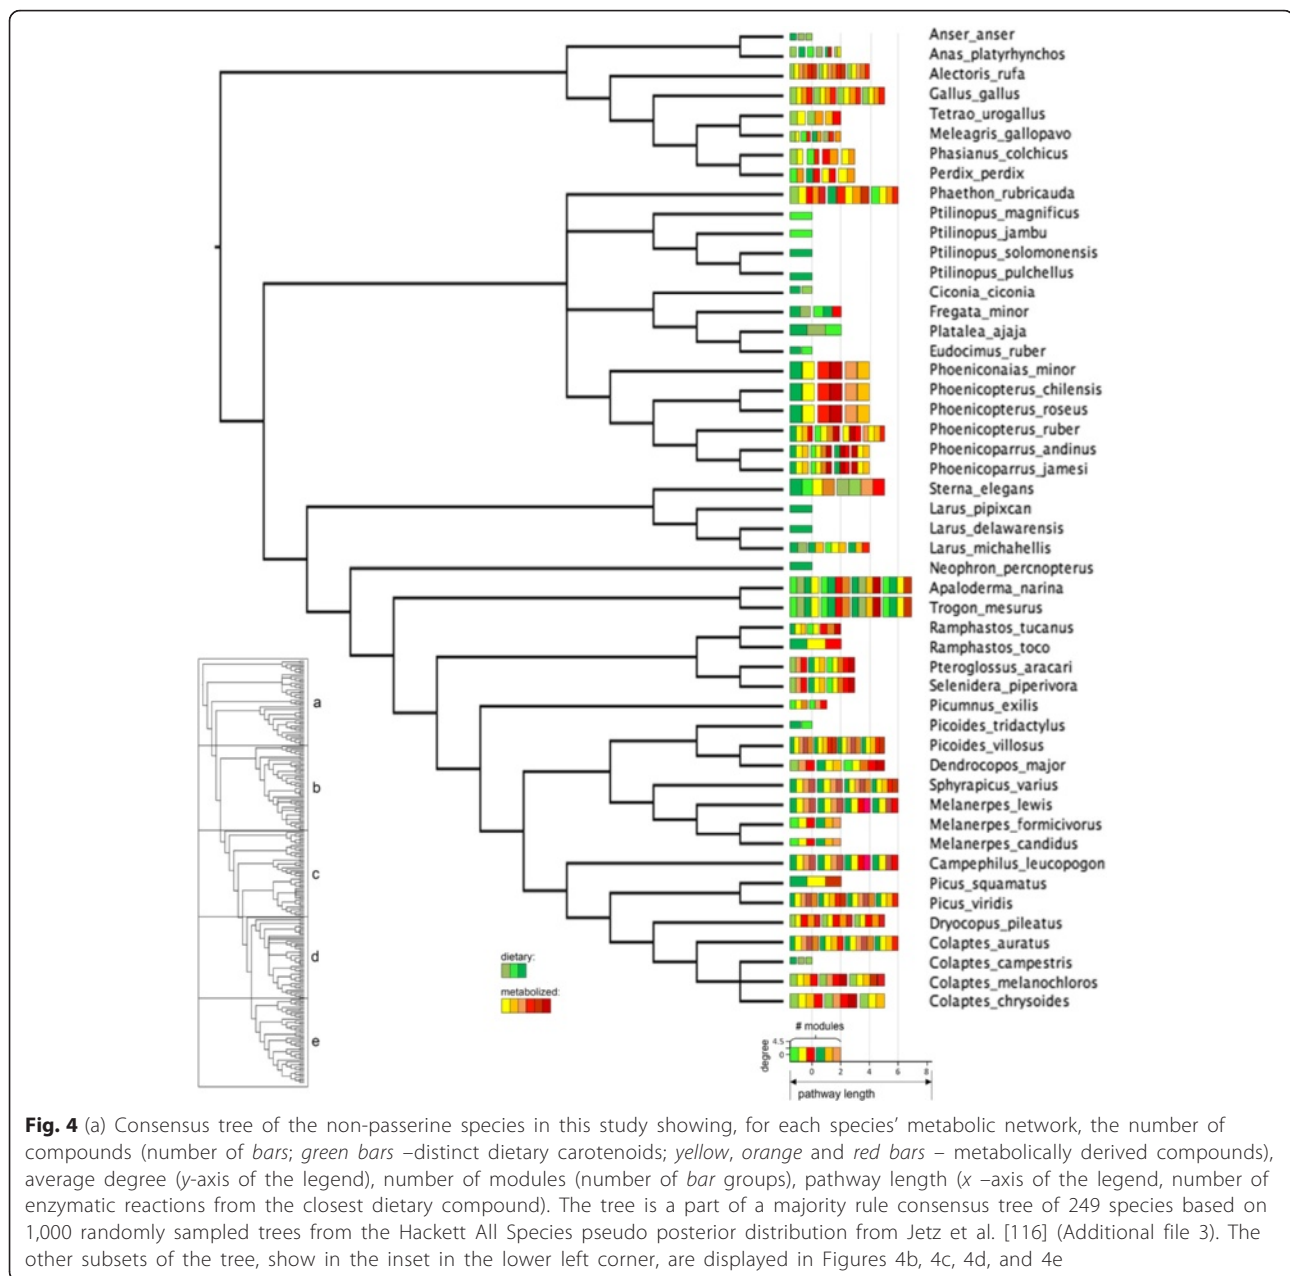 Anser_anser
Anas_platyrhynchos
Alectoris_rufa
Gallus_gallus
Tetrao_urogallus
Meleagris_gallopavo
Phasianus_colchicus
Perdix_perdix
Phaethon_rubricauda
Ptilinopus_magnificus
Ptilinopus_jambu
Ptilinopus_solomonensis
Ptilinopus_pulchellus
Ciconia_ciconia
Fregata_minor
Platalea_ajaja
Eudocimus_ruber
Phoeniconaias_minor
Phoenicopterus_chilensis
Phoenicopterus_roseus
Phoenicopterus_ruber
Phoenicoparrus_andinus
Phoenicoparrus_jamesi
Sterna_elegans
Larus_pipixcan
Larus_delawarensis
Larus_michahellis
Neophron_percnopterus
Apaloderma_narina
Trogon_mesurus
Ramphastos_tucanus
Ramphastos_toco
Pteroglossus_aracari
Selenidera_piperivora
Picumnus_exilis
Picoides_tridactylus
Picoides_villosus
Dendrocopos_major
Sphyrapicus_varius
Melanerpes_lewis
Melanerpes_formicivorus
Melanerpes_candidus
Campephilus_leucopogon
Picus_squamatus
Picus_viridis
Dryocopus_pileatus
Colaptes_auratus
Colaptes_campestris
Colaptes_melanochloros
Colaptes_chrysoides
a
b
c
d
e
dietary:
metabolized:
# modules
degree
4.5
0
0 2 4 6 8
pathway length
Fig. 4 (a) Consensus tree of the non-passerine species in this study showing, for each species' metabolic network, the number of
compounds (number of bars; green bars –distinct dietary carotenoids; yellow, orange and red bars – metabolically derived compounds),
average degree (y-axis of the legend), number of modules (number of bar groups), pathway length (x –axis of the legend, number of
enzymatic reactions from the closest dietary compound). The tree is a part of a majority rule consensus tree of 249 species based on
1,000 randomly sampled trees from the Hackett All Species pseudo posterior distribution from Jetz et al. [116] (Additional file 3). The
other subsets of the tree, show in the inset in the lower left corner, are displayed in Figures 4b, 4c, 4d, and 4e